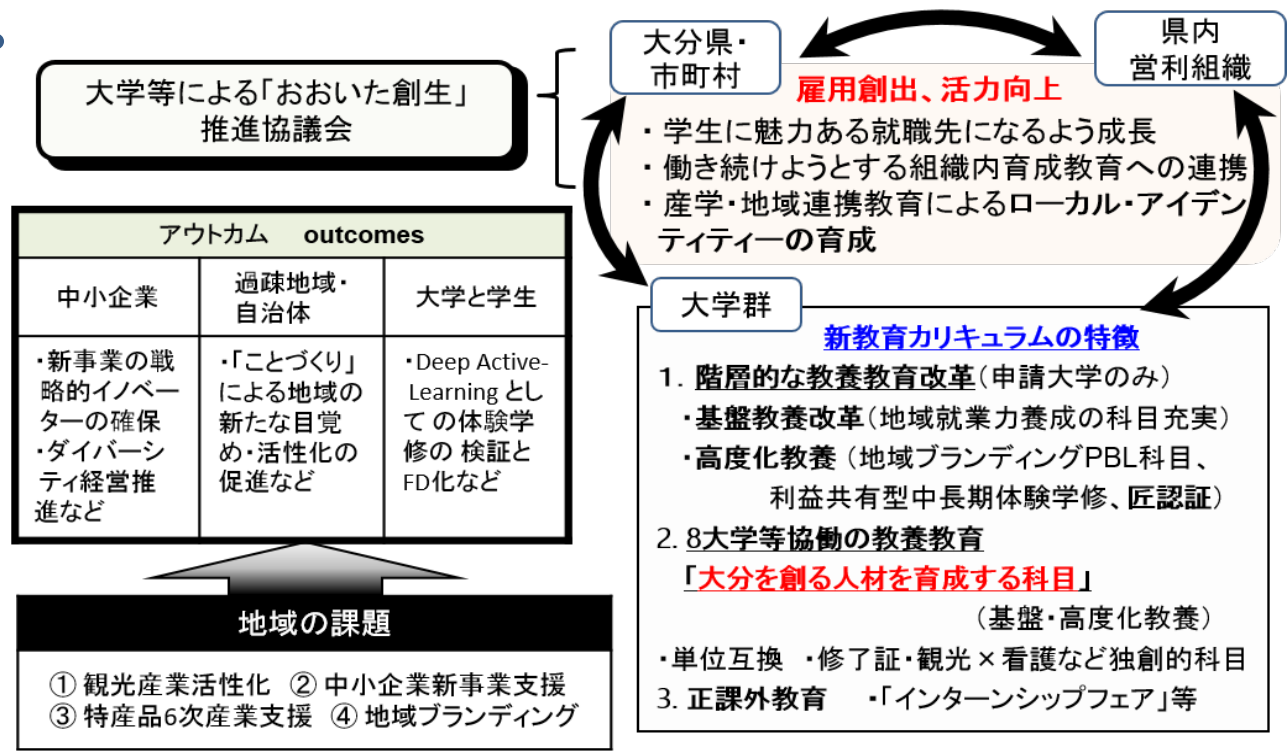 大学等による「おおいた創生」
推進協議会
大分県・
市町村
県内
営利組織
雇用創出、活力向上
・学生に魅力ある就職先になるよう成長
・働き続けようとする組織内育成教育への連携
・産学・地域連携教育によるローカル・アイデン
ティティーの育成
アウトカム outcomes
中小企業
過疎地域・
自治体
大学と学生
・新事業の戦
略的イノベー
ターの確保
・ダイバーシ
ティ経営推
進など
・「ことづくり」
による地域の
新たな目覚
め・活性化の
促進など
・Deep Active-
Learning とし
て の体験学
修の 検証と
FD化など
地域の課題
① 観光産業活性化 ② 中小企業新事業支援
③ 特産品6次産業支援 ④ 地域ブランディング
大学群
新教育カリキュラムの特徴
1. 階層的な教養教育改革(申請大学のみ)
・基盤教養改革(地域就業力養成の科目充実)
・高度化教養 (地域ブランディングPBL科目、
利益共有型中長期体験学修、匠認証)
2. 8大学等協働の教養教育
「大分を創る人材を育成する科目」
(基盤・高度化教養)
・単位互換 ・修了証・観光×看護など独創的科目
3. 正課外教育 ・「インターンシップフェア」等